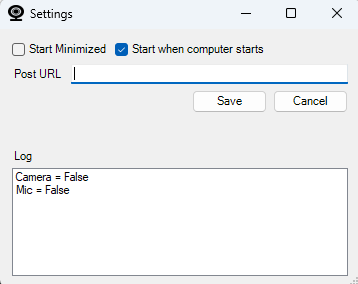 Settings
Start Minimized
Start when computer starts
Post URL
Save
Cancel
Log
Camera = False
Mic = False